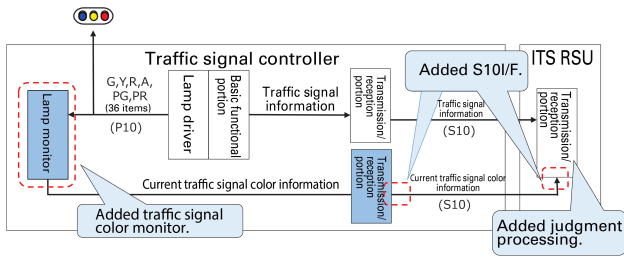 Traffic signal controller
ITS RSU
G,Y,R,A,
PG,PR
(36 items)
(P10)
Lamp monitor
Lamp driver
Basic functional
portion
Traffic signal
information
Transmission/
reception
portion
Added S10I/F.
Traffic signal
information
(S10)
Transmission/
reception
portion
Current traffic signal color information
Transmission/
reception
portion
Current traffic signal color
information
(S10)
Added traffic signal
color monitor.
Added judgment
processing.